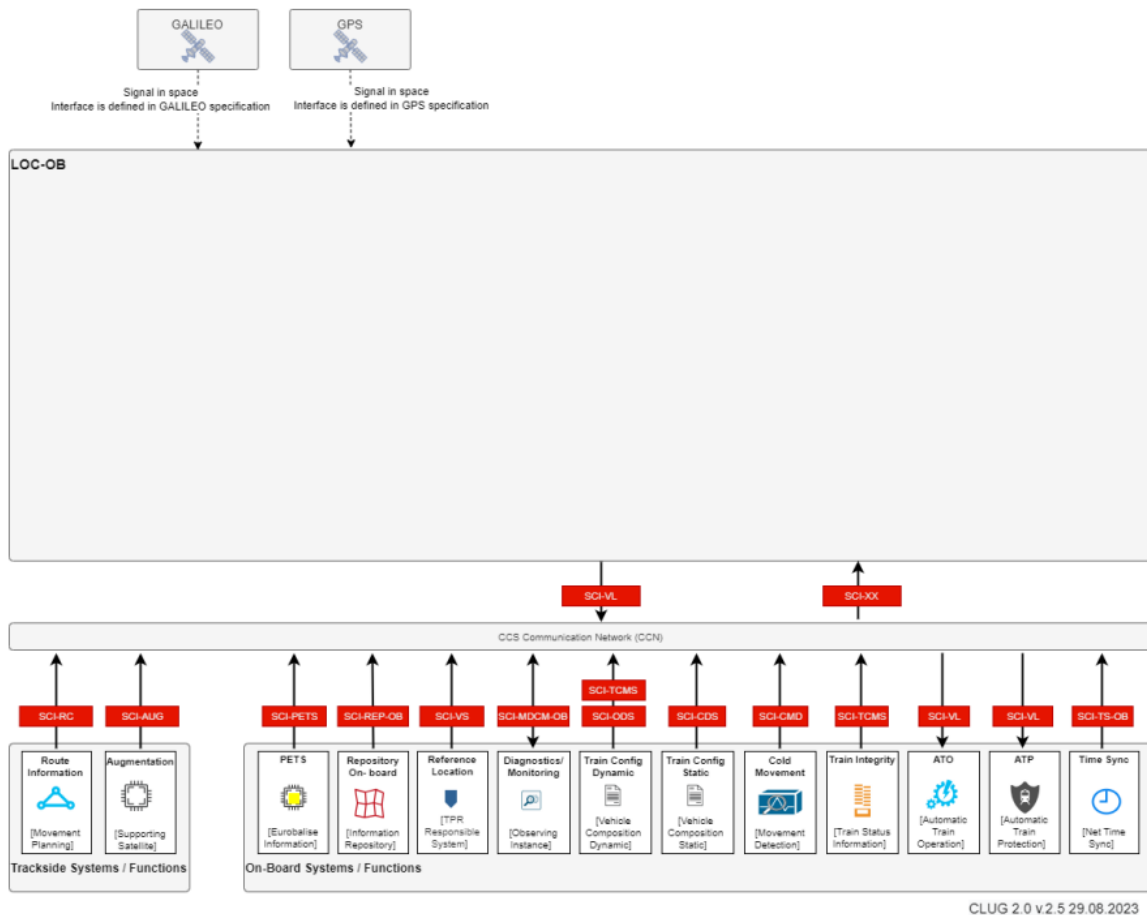 GALILEO
GPS
Signal in space
Interface is defined in GALILEO specification
Signal in space
Interface is defined in GPS specification
LOC-OB
SCI-VL
SCI-XX
CCS Communication Network (CCN)
SCI-RC
SCI-AUG
SCI-PETS
SCI-REP-OB
SCI-VS
SCI-MDCM-OB
SCI-TCMS
SCI-ODS
SCI-CDS
SCI-CMD
SCI-TCMS
SCI-VL
SCI-VL
SCI-TS-OB
Route
Information
[Movement
Planning]
Augmentation
[Supporting
Satellite]
Trackside Systems / Functions
PETS
[Eurobalise
Information]
Repository
On- board
[Information
Repository]
Reference
Location
[TPR
Responsible
System]
Diagnostics/
Monitoring
[Observing
Instance]
Train Config
Dynamic
[Vehicle
Composition
Dynamic]
Train Config
Static
[Vehicle
Composition
Static]
Cold
Movement
[Movement
Detection]
Train Integrity
[Train Status
Information]
ATO
[Automatic
Train
Operation]
ATP
[Automatic
Train
Protection]
Time Sync
[Net Time
Sync]
On-Board Systems / Functions
CLUG 2.0 v.2.5 29.08.2023